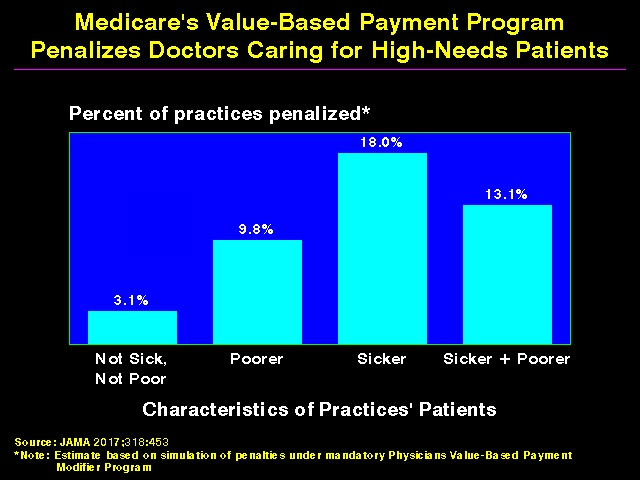 Medicare's Value-Based Payment Program
Penalizes Doctors Caring for High-Needs Patients
Percent of practices penalized*
18.0%
13.1%
9.8%
3.1%
Not Sick,
Not Poor
Poorer
Sicker
Sicker + Poorer
Characteristics of Practices' Patients
Source: JAMA 2017;318:453
*Note: Estimate based on simulation of penalties under mandatory Physicians Value-Based Payment
Modifier Program